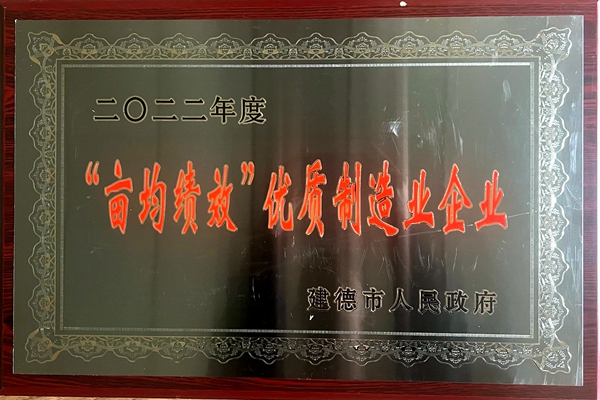 二〇二二年度
“亩均绩效”优质制造业企业
建德市人民政府